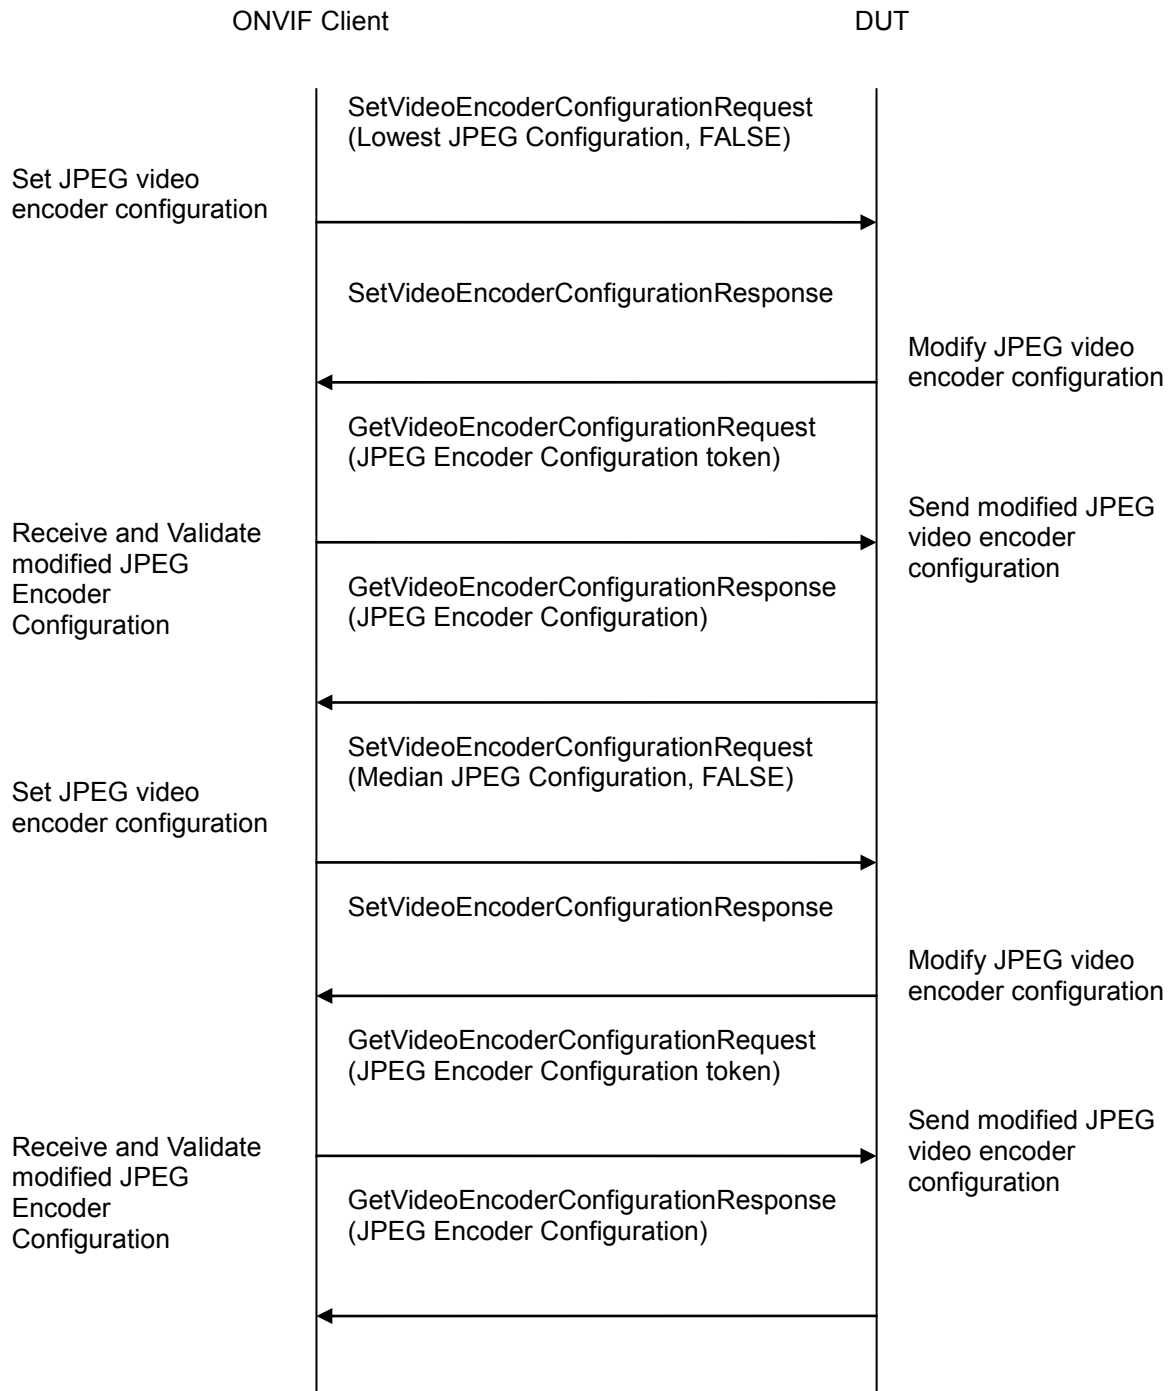 ONVIF Client
DUT
SetVideoEncoderConfigurationRequest
(Lowest JPEG Configuration, FALSE)
Set JPEG video
encoder configuration
SetVideoEncoderConfigurationResponse
Modify JPEG video
encoder configuration
GetVideoEncoderConfigurationRequest
(JPEG Encoder Configuration token)
Send modified JPEG
video encoder
configuration
Receive and Validate
modified JPEG
Encoder
Configuration
GetVideoEncoderConfigurationResponse
(JPEG Encoder Configuration)
SetVideoEncoderConfigurationRequest
(Median JPEG Configuration, FALSE)
Set JPEG video
encoder configuration
SetVideoEncoderConfigurationResponse
Modify JPEG video
encoder configuration
GetVideoEncoderConfigurationRequest
(JPEG Encoder Configuration token)
Send modified JPEG
video encoder
configuration
Receive and Validate
modified JPEG
Encoder
Configuration
GetVideoEncoderConfigurationResponse
(JPEG Encoder Configuration)